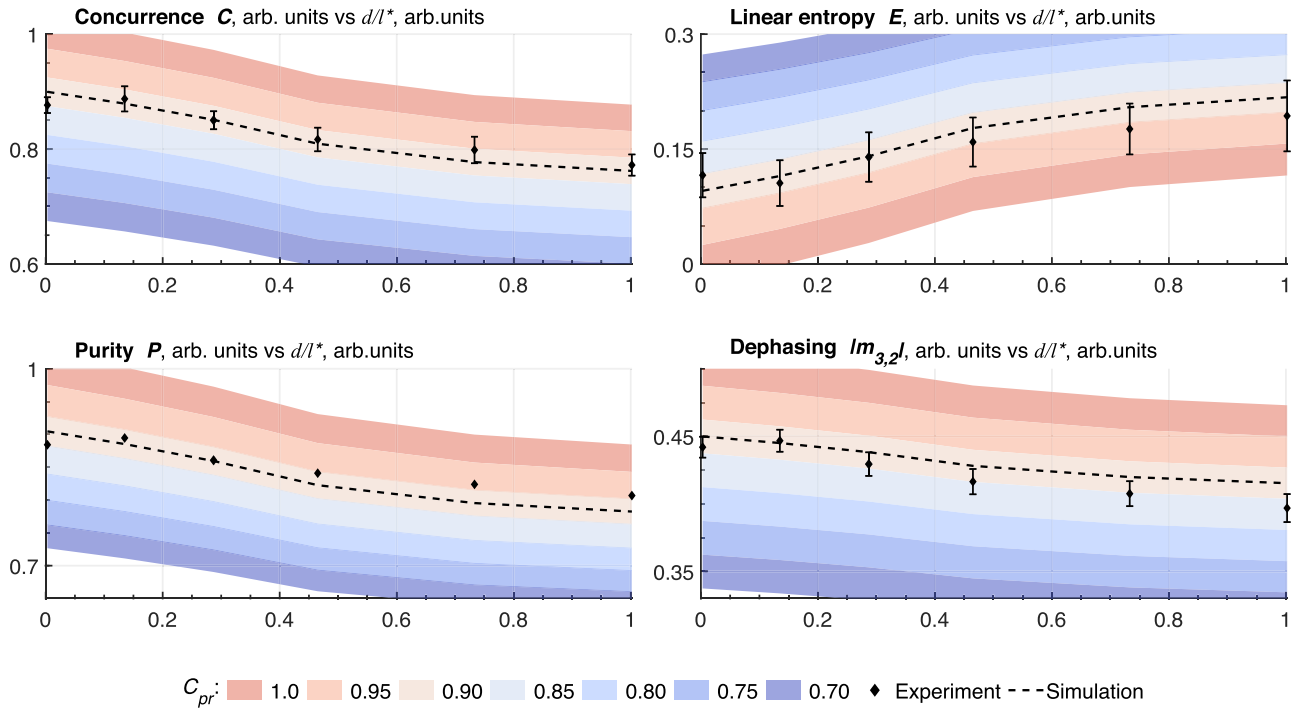 Concurrence C, arb. units vs d/l*, arb.units
1
0.8
0.6
0 0.2 0.4 0.6 0.8 1
Linear entropy E, arb. units vs d/l*, arb.units
0.3
0.15
0
0 0.2 0.4 0.6 0.8 1
Purity P, arb. units vs d/l*, arb.units
1
0.7
0 0.2 0.4 0.6 0.8 1
Dephasing |m3,2|, arb. units vs d/l*, arb.units
0.45
0.35
0 0.2 0.4 0.6 0.8 1
Cpr: 1.0 0.95 0.90 0.85 0.80 0.75 0.70 Experiment Simulation